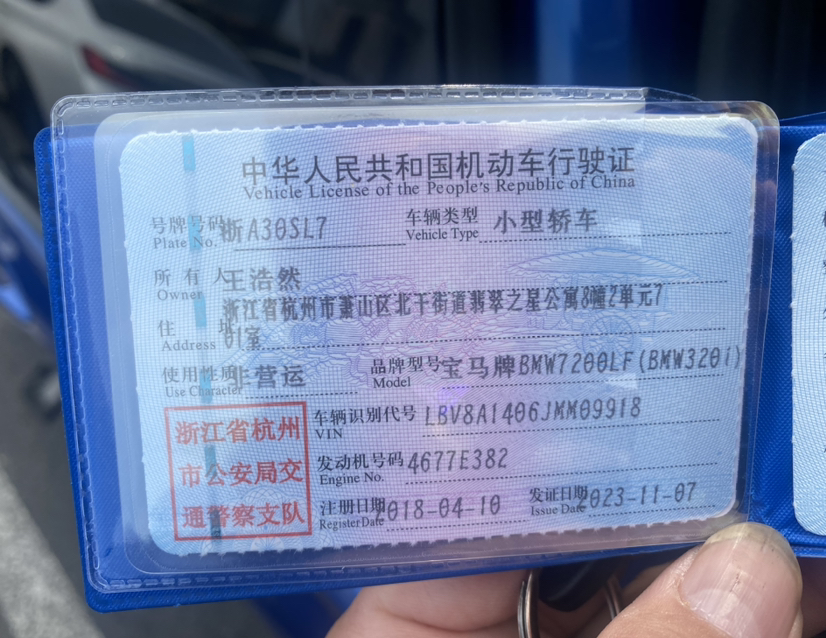 中华人民共和国机动车行驶证
Vehicle License of the People's Republic of China
号牌号码 浙A30SL7 车辆类型 小型轿车
Plate No. Vehicle Type
所有人 王浩然
Owner
浙江省杭州市萧山区北干街道翡翠之星公寓8幢2单元7
住址 01室
Address
使用性质 非营运 品牌型号 宝马牌BMW7200LF(BMW320i)
Use Character Model
浙江省杭州 车辆识别代号 LBV8A1406JMM09918
VIN
市公安局交 发动机号码 4677E382
Engine No.
通警察支队 注册日期 018-04-10 发证日期 023-11-07
Register Date Issue Date